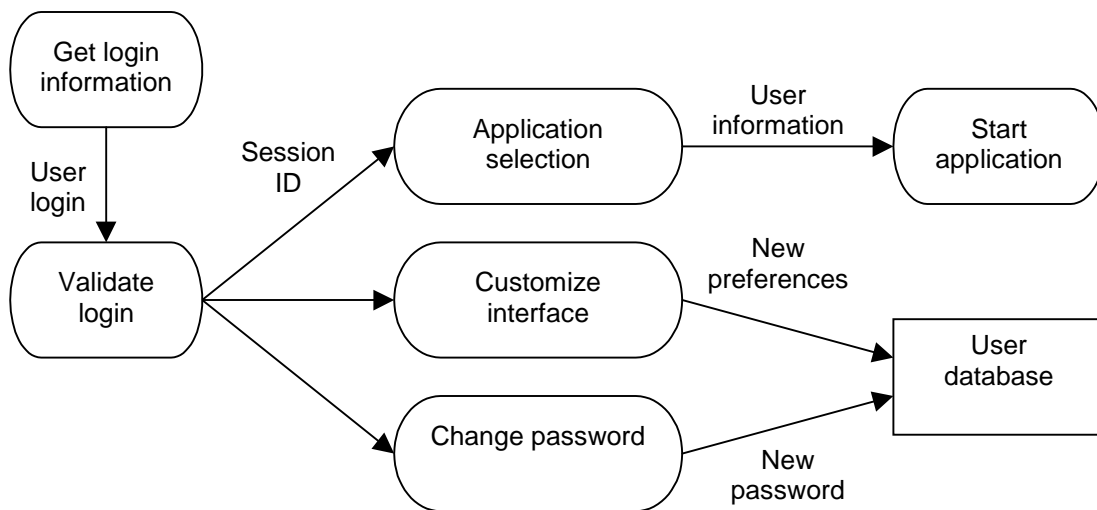 Get login
information
User
login
Validate
login
Session
ID
Application
selection
User
information
Start
application
Customize
interface
New
preferences
User
database
Change password
New
password